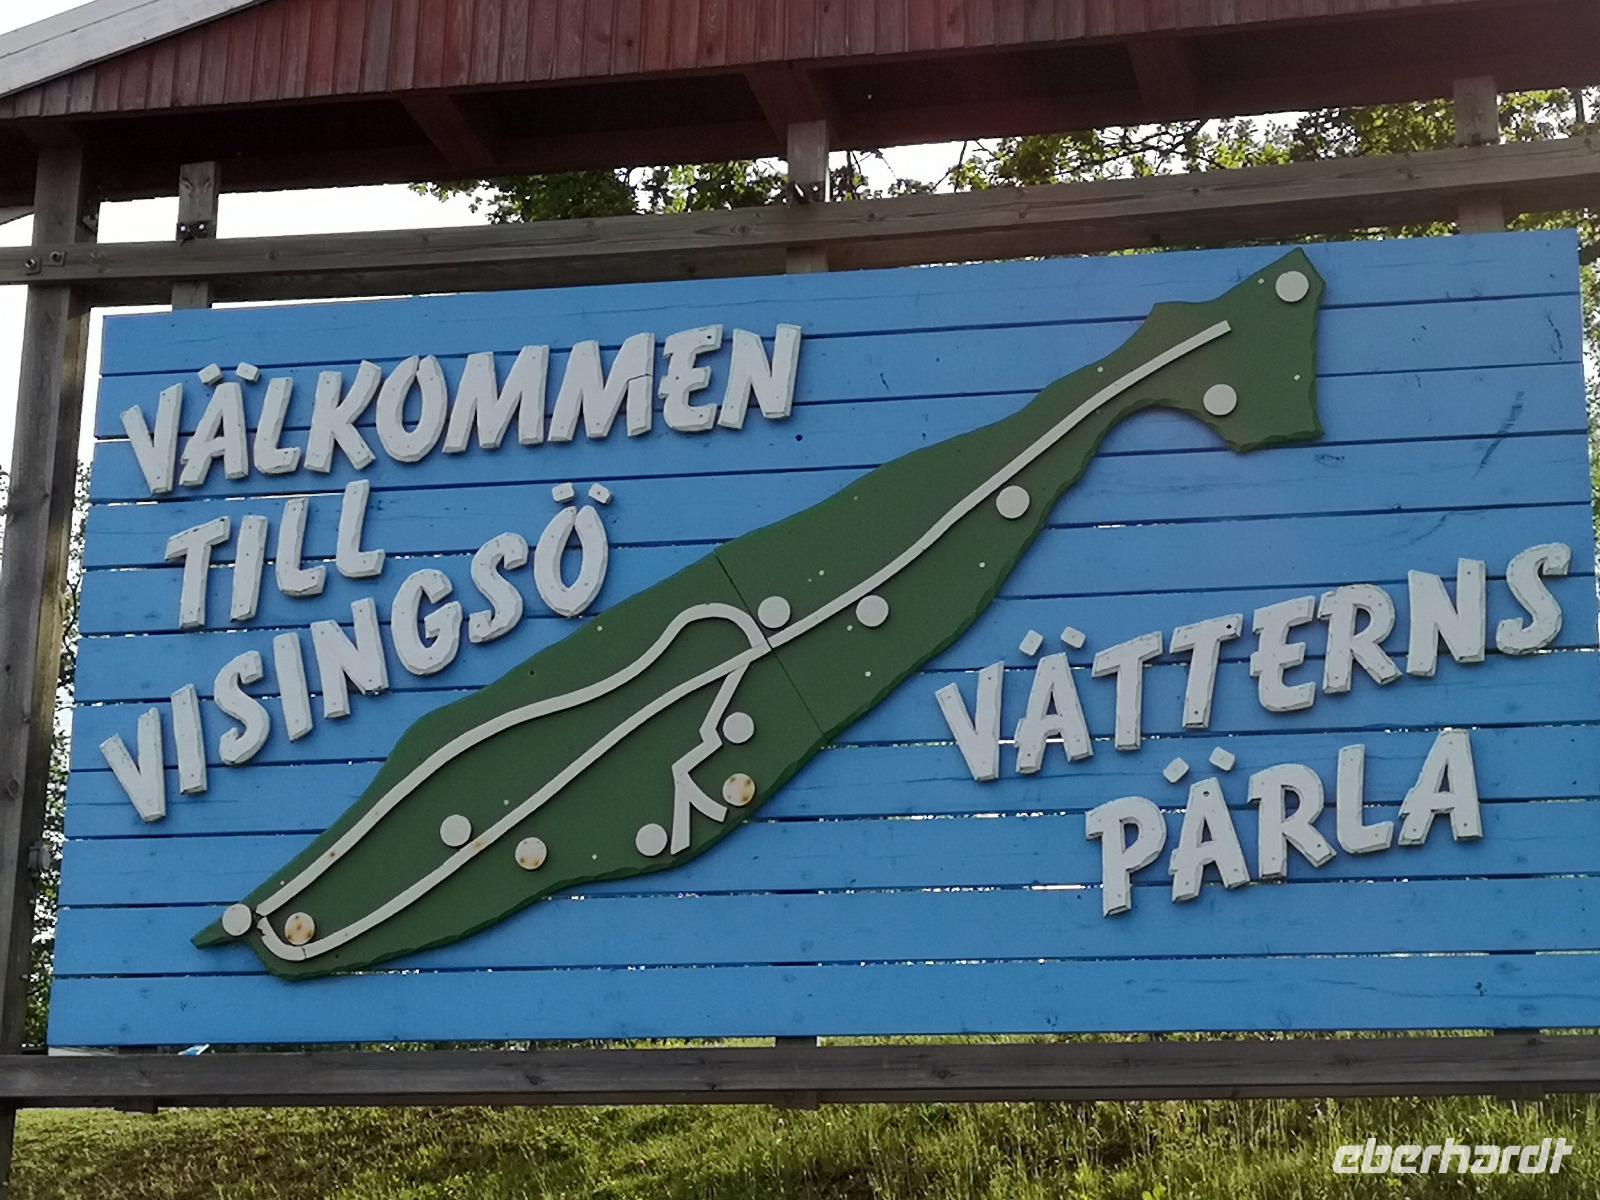 VÄLKOMMEN
TILL
VISINGSÖ
VÄTTERNS
PÄRLA
eberhardt